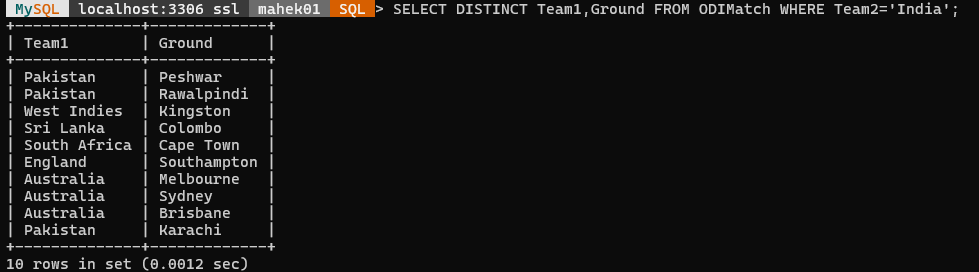 MySQL localhost:3306 ssl mahek01 SQL > SELECT DISTINCT Team1,Ground FROM ODIMatch WHERE Team2='India';
+--------------+-------------+
| Team1        | Ground      |
+--------------+-------------+
| Pakistan     | Peshwar     |
| Pakistan     | Rawalpindi  |
| West Indies  | Kingston    |
| Sri Lanka    | Colombo     |
| South Africa | Cape Town   |
| England      | Southampton |
| Australia    | Melbourne   |
| Australia    | Sydney      |
| Australia    | Brisbane    |
| Pakistan     | Karachi     |
+--------------+-------------+
10 rows in set (0.0012 sec)